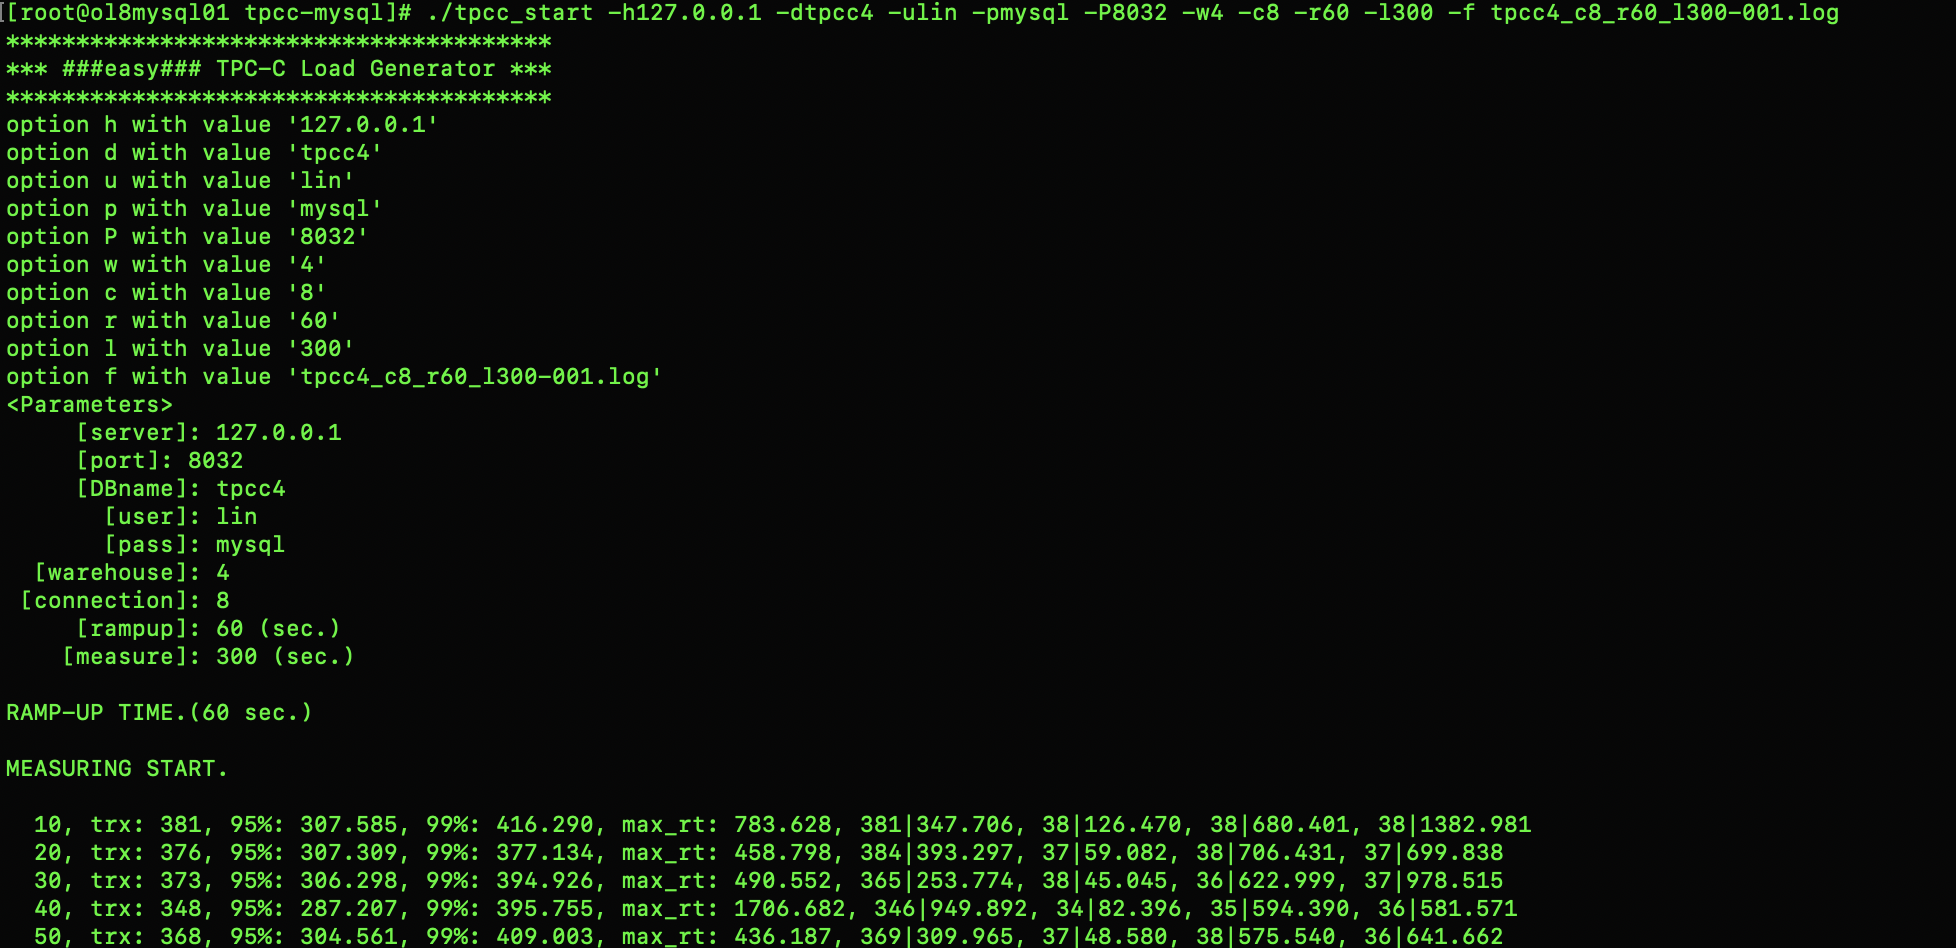 [[root@ol8mysql01 tpcc-mysql]# ./tpcc_start -h127.0.0.1 -dtpcc4 -ulin -pmysql -P8032 -w4 -c8 -r60 -l300 -f tpcc4_c8_r60_l300-001.log
***************************************
*** ###easy### TPC-C Load Generator ***
***************************************
option h with value '127.0.0.1'
option d with value 'tpcc4'
option u with value 'lin'
option p with value 'mysql'
option P with value '8032'
option w with value '4'
option c with value '8'
option r with value '60'
option l with value '300'
option f with value 'tpcc4_c8_r60_l300-001.log'
<Parameters>
     [server]: 127.0.0.1
     [port]: 8032
     [DBname]: tpcc4
       [user]: lin
       [pass]: mysql
  [warehouse]: 4
 [connection]: 8
     [rampup]: 60 (sec.)
    [measure]: 300 (sec.)

RAMP-UP TIME.(60 sec.)

MEASURING START.

  10, trx: 381, 95%: 307.585, 99%: 416.290, max_rt: 783.628, 381|347.706, 38|126.470, 38|680.401, 38|1382.981
  20, trx: 376, 95%: 307.309, 99%: 377.134, max_rt: 458.798, 384|393.297, 37|59.082, 38|706.431, 37|699.838
  30, trx: 373, 95%: 306.298, 99%: 394.926, max_rt: 490.552, 365|253.774, 38|45.045, 36|622.999, 37|978.515
  40, trx: 348, 95%: 287.207, 99%: 395.755, max_rt: 1706.682, 346|949.892, 34|82.396, 35|594.390, 36|581.571
  50, trx: 368, 95%: 304.561, 99%: 409.003, max_rt: 436.187, 369|309.965, 37|48.580, 38|575.540, 36|641.662